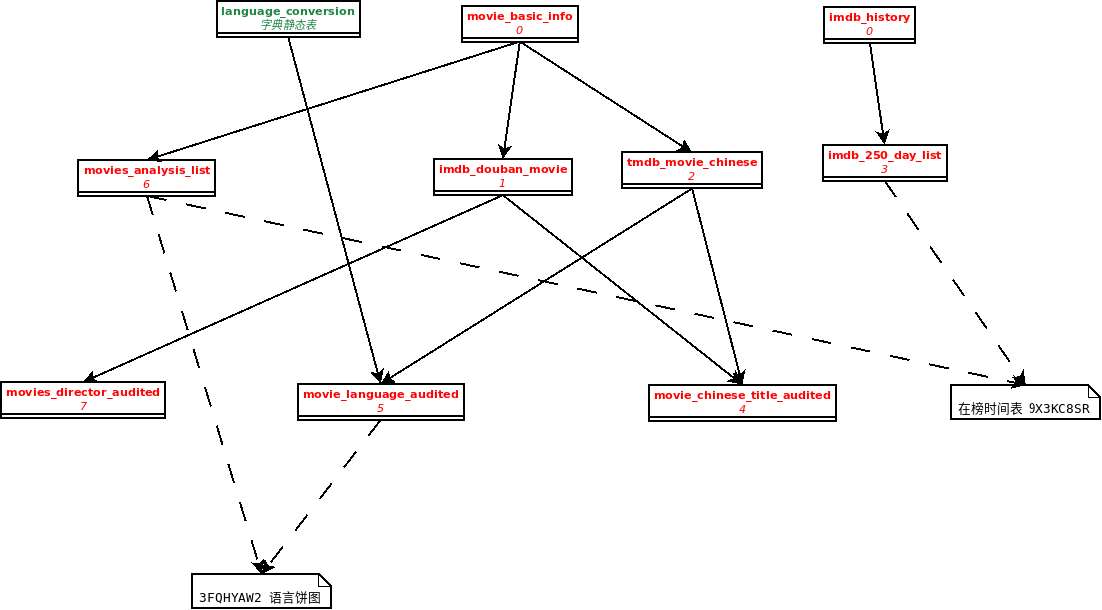 language_conversion
字典静态表
movie_basic_info
0
imdb_history
0
movies_analysis_list
6
imdb_douban_movie
1
tmdb_movie_chinese
2
imdb_250_day_list
3
movies_director_audited
7
movie_language_audited
5
movie_chinese_title_audited
4
在榜时间表 9X3KC8SR
3FQHYAW2 语言饼图